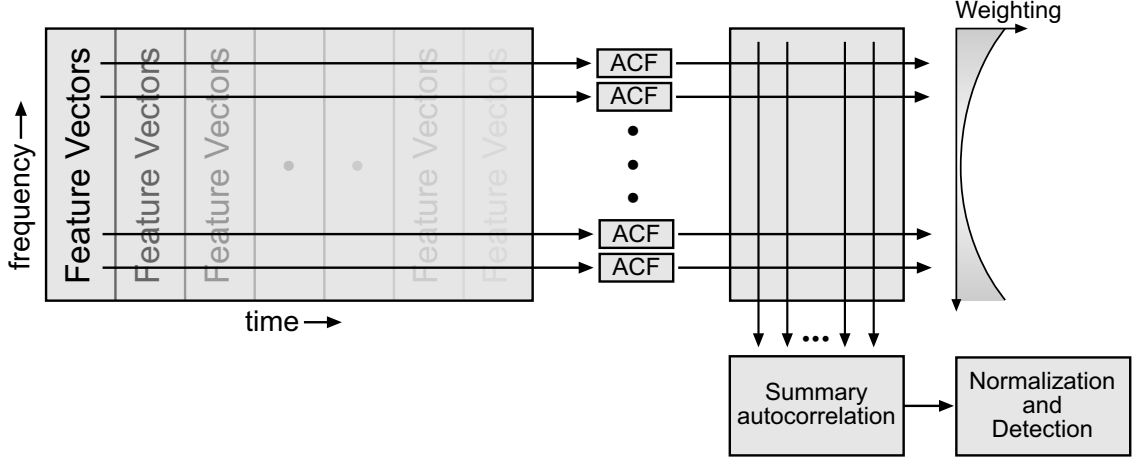 Weighting
frequency
Feature Vectors
Feature Vectors
Feature Vectors
Feature Vectors
Feature Vectors
ACF
ACF
ACF
ACF
time
Summary
autocorrelation
Normalization
and
Detection